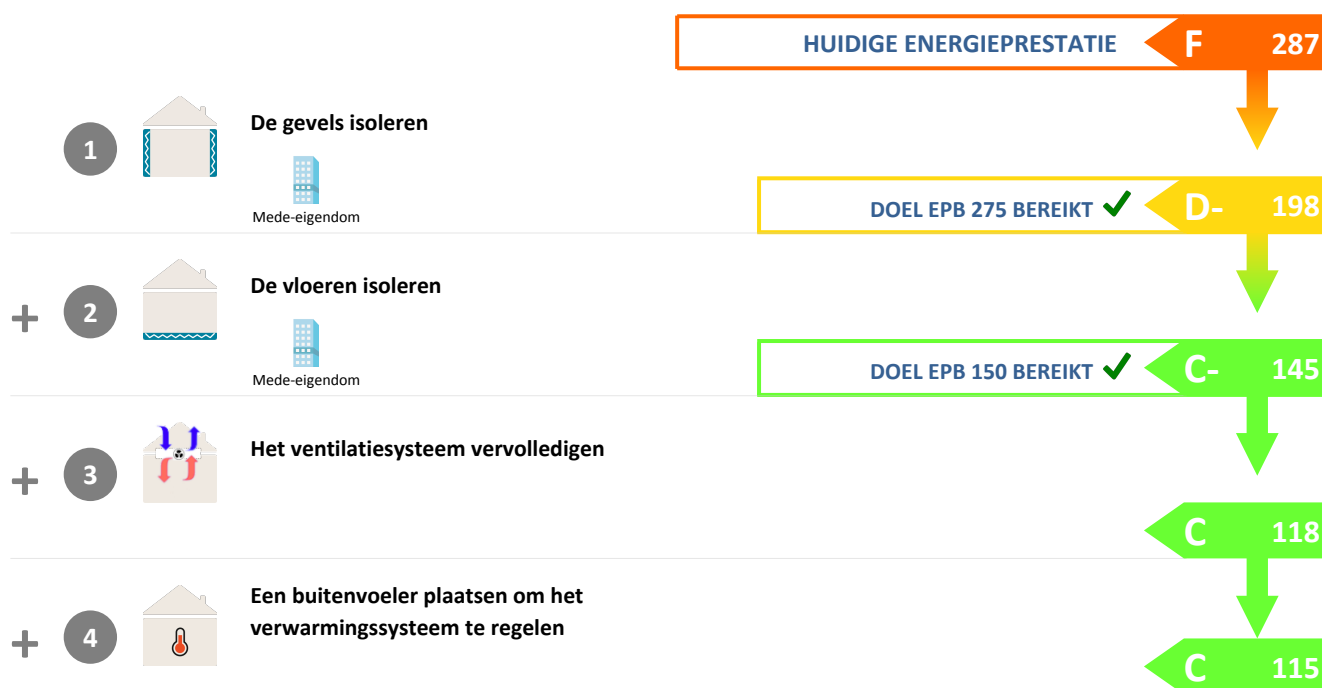 HUIDIGE ENERGIEPRESTATIE F 287
1 De gevels isoleren
Mede-eigendom
DOEL EPB 275 BEREIKT D- 198
+ 2 De vloeren isoleren
Mede-eigendom
DOEL EPB 150 BEREIKT C- 145
+ 3 Het ventilatiesysteem vervolledigen
C 118
+ 4 Een buitenvoeler plaatsen om het
verwarmingssysteem te regelen
C 115